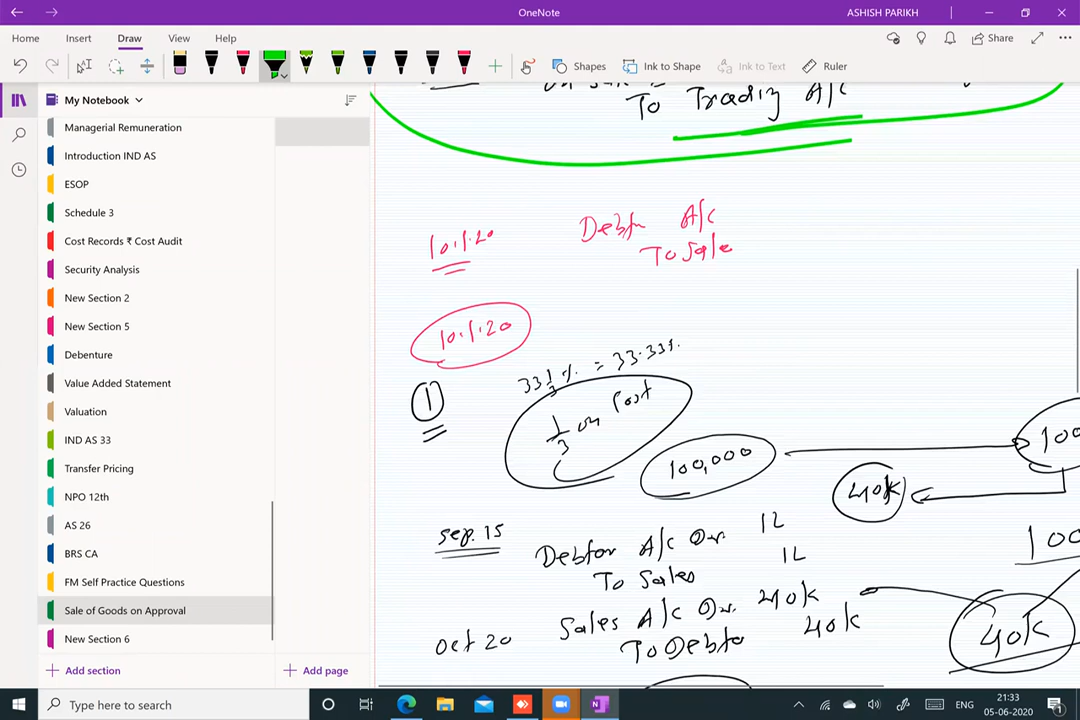 OneNote
ASHISH PARIKH
Home Insert Draw View Help
Share
Shapes
Ink to Shape
Ink to Text
Ruler
My Notebook
Managerial Remuneration
Introduction IND AS
ESOP
Schedule 3
Cost Records ₹ Cost Audit
Security Analysis
New Section 2
New Section 5
Debenture
Value Added Statement
Valuation
IND AS 33
Transfer Pricing
NPO 12th
AS 26
BRS CA
FM Self Practice Questions
Sale of Goods on Approval
New Section 6
Add section
Add page
To Trading A/C
10.1.20
Debtor A/C
To Sale
10.1.20
33 1/3 % = 33.33%
1
1/3 on Cost
100,000
100
40k
Sep. 15
Debtor A/C Dr. 1L
To Sales 1L
100
Sales A/C Dr. 40k
40k
Oct 20
To Debtor 40k
Type here to search
ENG
21:33
05-06-2020
1